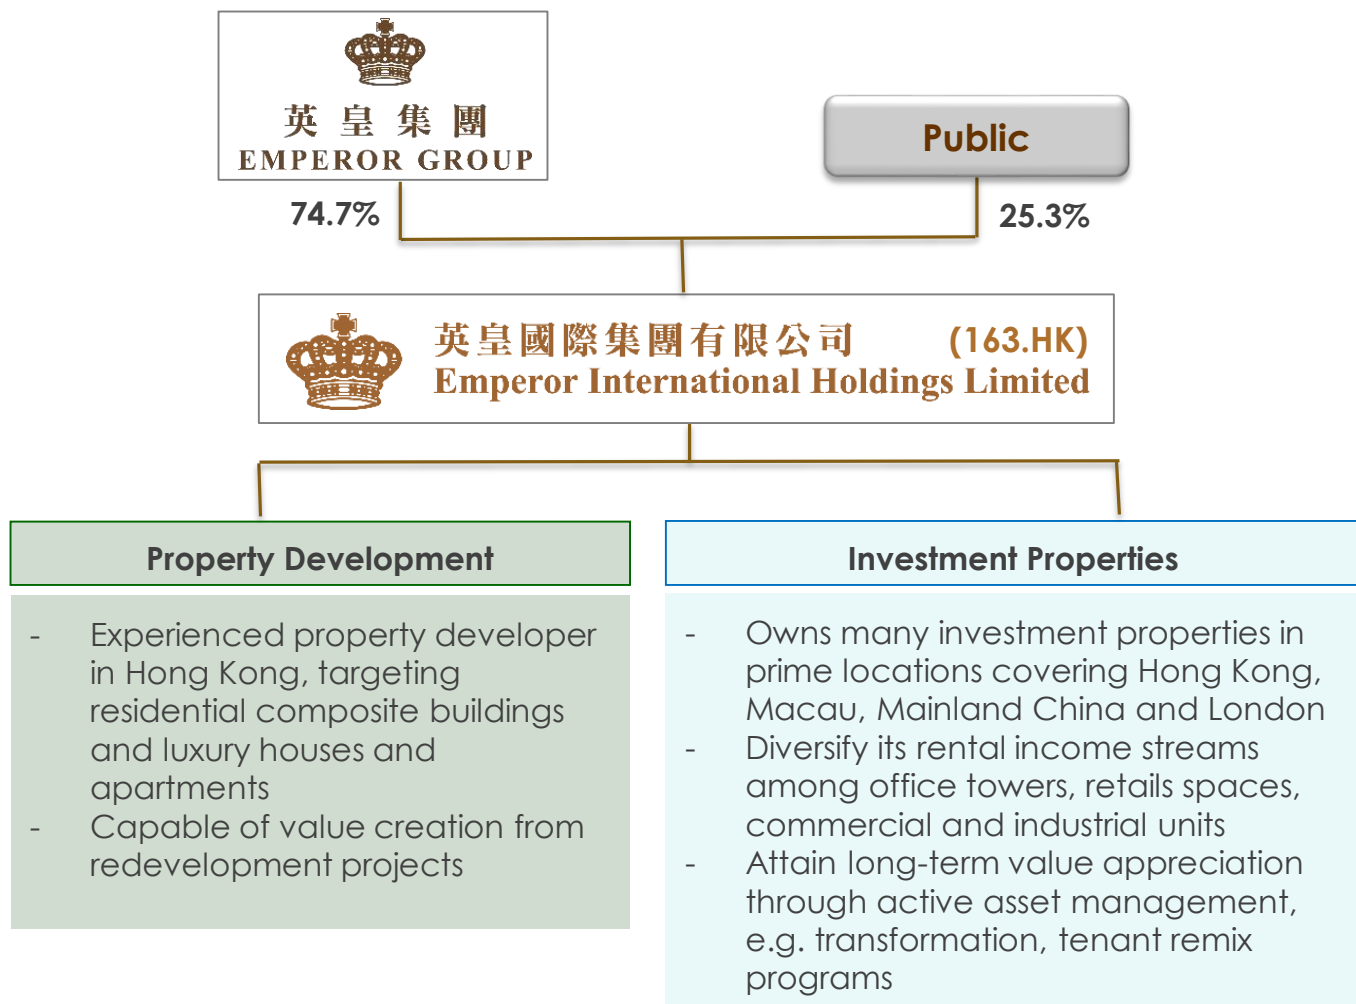 英皇集團
EMPEROR GROUP
Public
74.7%
25.3%
英皇國際集團有限公司 (163.HK)
Emperor International Holdings Limited
Property Development
- Experienced property developer
in Hong Kong, targeting
residential composite buildings
and luxury houses and
apartments
- Capable of value creation from
redevelopment projects
Investment Properties
- Owns many investment properties in
prime locations covering Hong Kong,
Macau, Mainland China and London
- Diversify its rental income streams
among office towers, retails spaces,
commercial and industrial units
- Attain long-term value appreciation
through active asset management,
e.g. transformation, tenant remix
programs